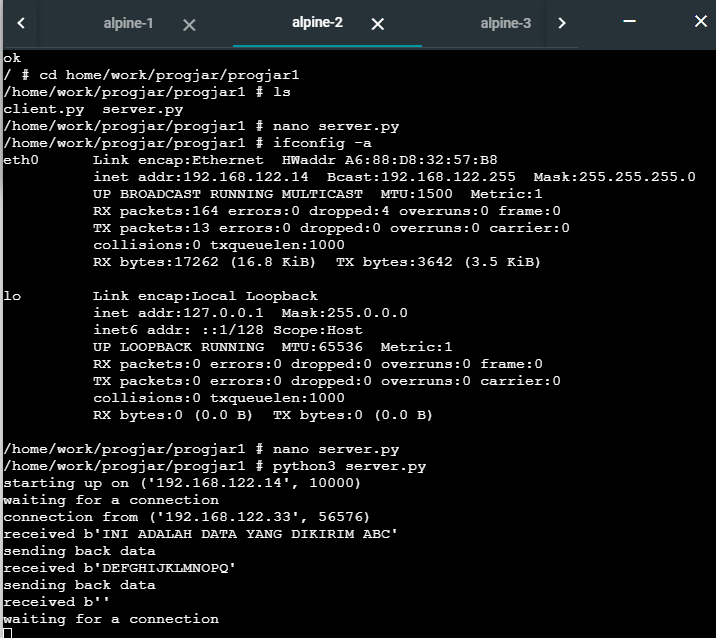 alpine-1 alpine-2 alpine-3
ok
/ # cd home/work/progjar/progjar1
/home/work/progjar/progjar1 # ls
client.py  server.py
/home/work/progjar/progjar1 # nano server.py
/home/work/progjar/progjar1 # ifconfig -a
eth0      Link encap:Ethernet  HWaddr A6:88:D8:32:57:B8
          inet addr:192.168.122.14  Bcast:192.168.122.255  Mask:255.255.255.0
          UP BROADCAST RUNNING MULTICAST  MTU:1500  Metric:1
          RX packets:164 errors:0 dropped:4 overruns:0 frame:0
          TX packets:13 errors:0 dropped:0 overruns:0 carrier:0
          collisions:0 txqueuelen:1000
          RX bytes:17262 (16.8 KiB)  TX bytes:3642 (3.5 KiB)
lo        Link encap:Local Loopback
          inet addr:127.0.0.1  Mask:255.0.0.0
          inet6 addr: ::1/128 Scope:Host
          UP LOOPBACK RUNNING  MTU:65536  Metric:1
          RX packets:0 errors:0 dropped:0 overruns:0 frame:0
          TX packets:0 errors:0 dropped:0 overruns:0 carrier:0
          collisions:0 txqueuelen:1000
          RX bytes:0 (0.0 B)  TX bytes:0 (0.0 B)
/home/work/progjar/progjar1 # nano server.py
/home/work/progjar/progjar1 # python3 server.py
starting up on ('192.168.122.14', 10000)
waiting for a connection
connection from ('192.168.122.33', 56576)
received b'INI ADALAH DATA YANG DIKIRIM ABC'
sending back data
received b'DEFGHIJKLMNOPQ'
sending back data
received b''
waiting for a connection